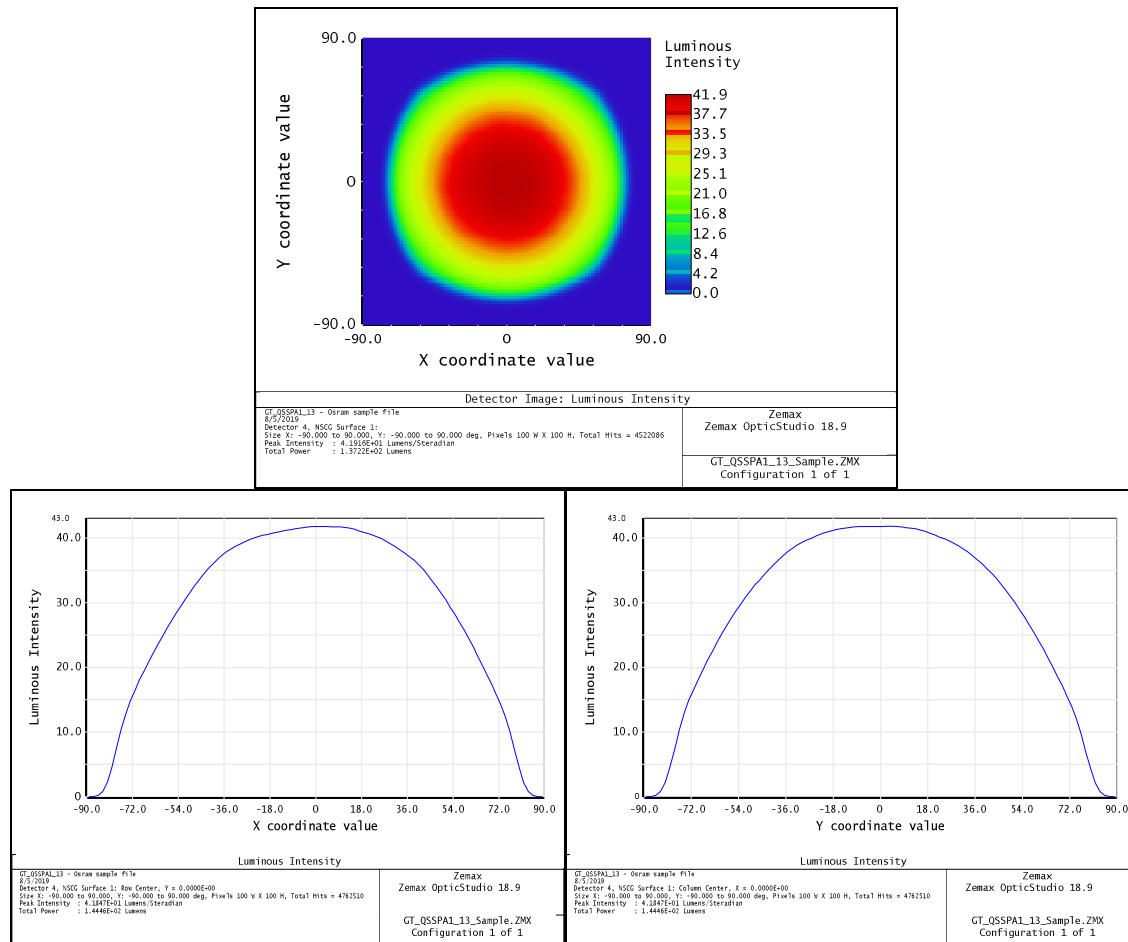 90.0
0
-90.0
Y coordinate value
-90.0 0 90.0
X coordinate value
Luminous
Intensity
41.9
37.7
33.5
29.3
25.1
21.0
16.8
12.6
8.4
4.2
0.0
Detector Image: Luminous Intensity
GT_QSSPA1_13 - Osram sample file
8/5/2019
Detector 4, NSCG Surface 1:
Size X: -90.000 to 90.000, Y: -90.000 to 90.000 deg, Pixels 100 W X 100 H, Total Hits = 4522086
Peak Intensity : 4.1916E+01 Lumens/Steradian
Total Power : 1.3722E+02 Lumens
Zemax
Zemax OpticStudio 18.9
GT_QSSPA1_13_Sample.ZMX
Configuration 1 of 1
43.0
40.0
30.0
20.0
10.0
0
Luminous Intensity
-90.0 -72.0 -54.0 -36.0 -18.0 0 18.0 36.0 54.0 72.0 90.0
X coordinate value
Luminous Intensity
GT_QSSPA1_13 - Osram sample file
8/5/2019
Detector 4, NSCG Surface 1: Row Center, Y = 0.0000E+00
Size X: -90.000 to 90.000, Y: -90.000 to 90.000 deg, Pixels 100 W X 100 H, Total Hits = 4762510
Peak Intensity : 4.1847E+01 Lumens/Steradian
Total Power : 1.4446E+02 Lumens
Zemax
Zemax OpticStudio 18.9
GT_QSSPA1_13_Sample.ZMX
Configuration 1 of 1
43.0
40.0
30.0
20.0
10.0
0
Luminous Intensity
-90.0 -72.0 -54.0 -36.0 -18.0 0 18.0 36.0 54.0 72.0 90.0
Y coordinate value
Luminous Intensity
GT_QSSPA1_13 - Osram sample file
8/5/2019
Detector 4, NSCG Surface 1: Column Center, X = 0.0000E+00
Size X: -90.000 to 90.000, Y: -90.000 to 90.000 deg, Pixels 100 W X 100 H, Total Hits = 4762510
Peak Intensity : 4.1847E+01 Lumens/Steradian
Total Power : 1.4446E+02 Lumens
Zemax
Zemax OpticStudio 18.9
GT_QSSPA1_13_Sample.ZMX
Configuration 1 of 1